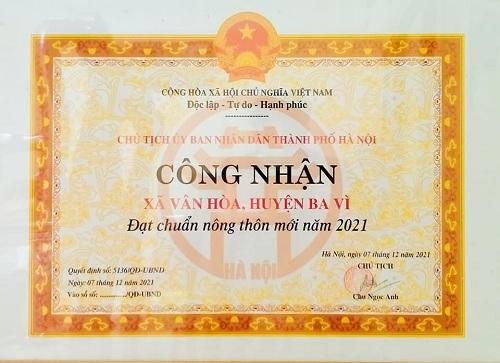 CỘNG HÒA XÃ HỘI CHỦ NGHĨA VIỆT NAM
Độc lập - Tự do - Hạnh phúc
CHỦ TỊCH ỦY BAN NHÂN DÂN THÀNH PHỐ HÀ NỘI
CÔNG NHẬN
XÃ VÂN HÒA, HUYỆN BA VÌ
Đạt chuẩn nông thôn mới năm 2021
Hà Nội, ngày 07 tháng 12 năm 2021
Quyết định số: 5136/QĐ-UBND
CHỦ TỊCH
Ngày: 07 tháng 12 năm 2021
HÀ NỘI
Vào sổ số: ............/QĐ-UBND
Chu Ngọc Anh